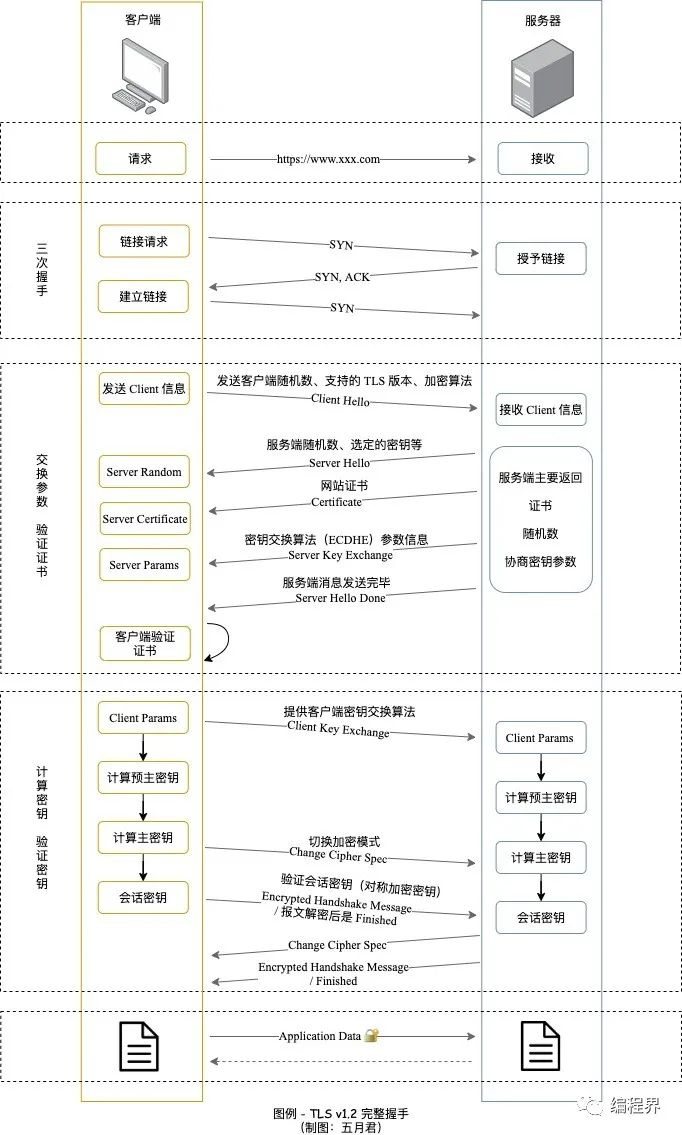 客户端
服务器
请求
https://www.xxx.com
接收
三次握手
链接请求
SYN
授予链接
SYN, ACK
建立链接
SYN
交换参数 验证证书
发送 Client 信息
发送客户端随机数、支持的 TLS 版本、加密算法
Client Hello
接收 Client 信息
服务端随机数、选定的密钥等
Server Hello
Server Random
网站证书
Certificate
Server Certificate
密钥交换算法（ECDHE）参数信息
Server Key Exchange
Server Params
服务端主要返回
证书
随机数
协商密钥参数
服务端消息发送完毕
Server Hello Done
客户端验证
证书
计算密钥 验证密钥
Client Params
提供客户端密钥交换算法
Client Key Exchange
Client Params
计算预主密钥
计算预主密钥
计算主密钥
切换加密模式
Change Cipher Spec
计算主密钥
会话密钥
验证会话密钥（对称加密密钥）
Encrypted Handshake Message
/ 报文解密后是 Finished
会话密钥
Change Cipher Spec
Encrypted Handshake Message
/ Finished
Application Data
图例 - TLS v1.2 完整握手
(制图：五月君)
编程界